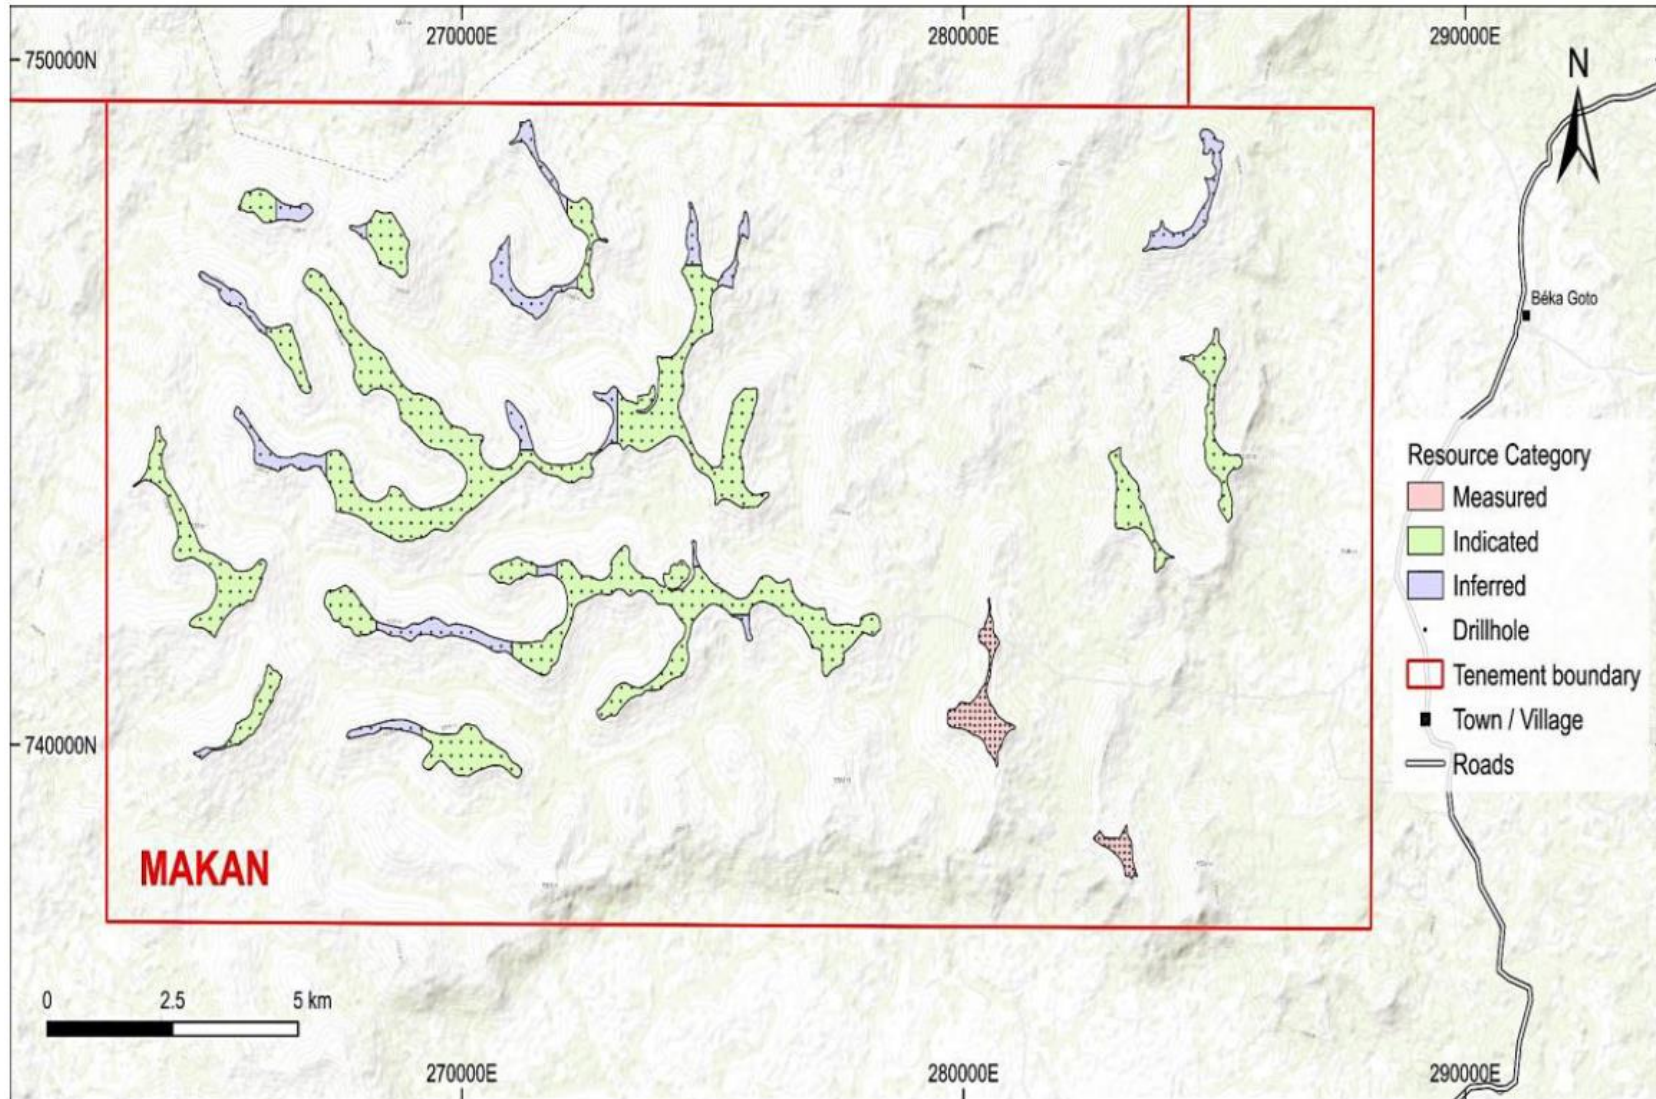 270000E
280000E
290000E
750000N
N
Béka Goto
Resource Category
Measured
Indicated
Inferred
Drillhole
Tenement boundary
Town / Village
Roads
740000N
MAKAN
0 2.5 5 km
270000E
280000E
290000E